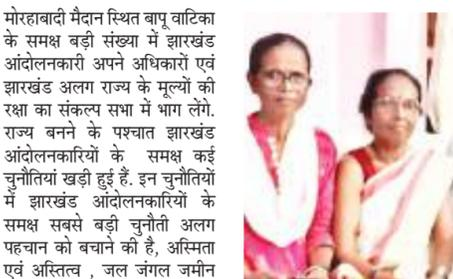 मोरहाबादी मैदान स्थित बापू वाटिका
के समक्ष बड़ी संख्या में झारखंड
आंदोलनकारी अपने अधिकारों एवं
झारखंड अलग राज्य के मूल्यों की
रक्षा का संकल्प सभा में भाग लेंगे.
राज्य बनने के पश्चात झारखंड
आंदोलनकारियों के समक्ष कई
चुनौतियां खड़ी हुई हैं. इन चुनौतियों
में झारखंड आंदोलनकारियों के
समक्ष सबसे बड़ी चुनौती अलग
पहचान को बचाने की है, अस्मिता
एवं अस्तित्व , जल जंगल जमीन